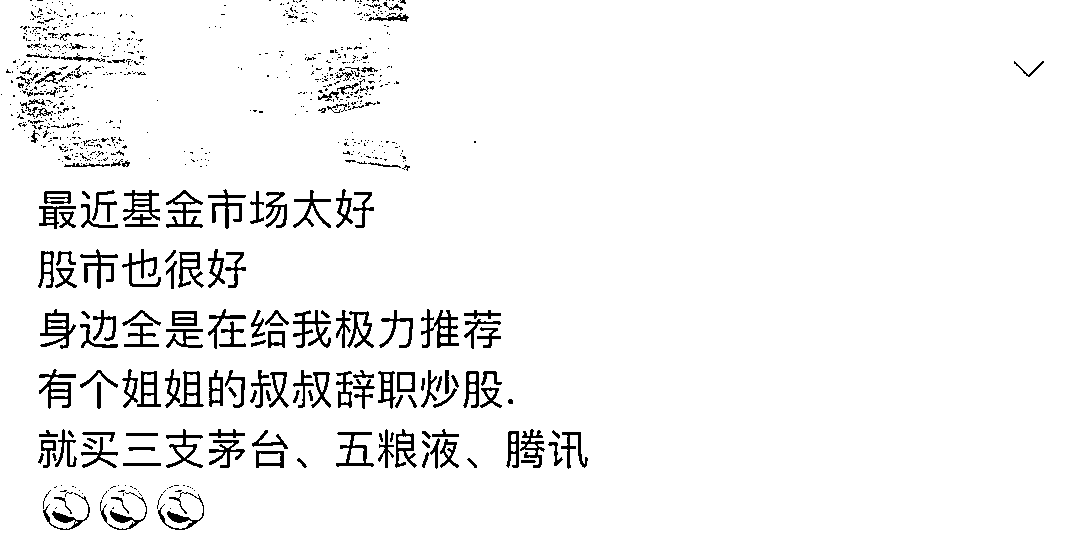 最近基金市场太好
股市也很好
身边全是在给我极力推荐
有个姐姐的叔叔辞职炒股.
就买三支茅台、五粮液、腾讯